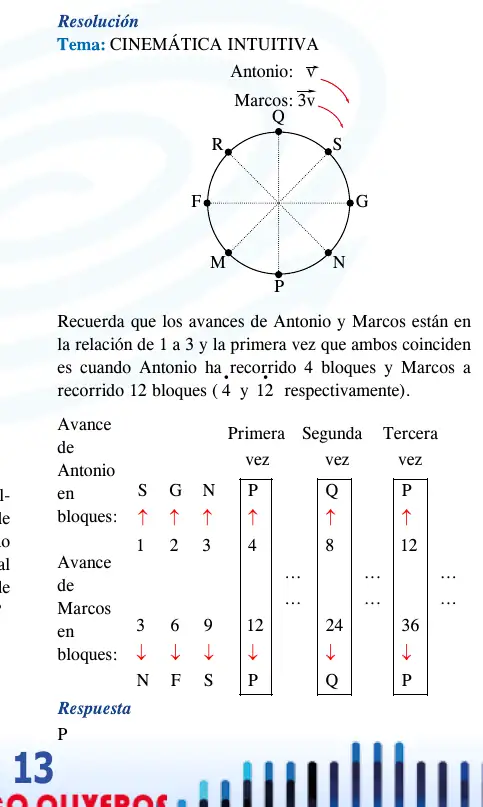 Resolución
Tema: CINEMÁTICA INTUITIVA
Antonio: v
Marcos: 3v
Q
R S
F G
M N
P
Recuerda que los avances de Antonio y Marcos están en
la relación de 1 a 3 y la primera vez que ambos coinciden
es cuando Antonio ha recorrido 4 bloques y Marcos a
recorrido 12 bloques ( 4̇ y 12̇ respectivamente).
Avance
de
Antonio
en
bloques:
Primera Segunda Tercera
vez vez vez
S G N P Q P
↑ ↑ ↑ ↑ ↑ ↑
1 2 3 4 8 12
... ... ...
Avance
de
Marcos
en
bloques:
... ... ...
3 6 9 12 24 36
↓ ↓ ↓ ↓ ↓ ↓
N F S P Q P
Respuesta
P
l-
le
o
al
le
13